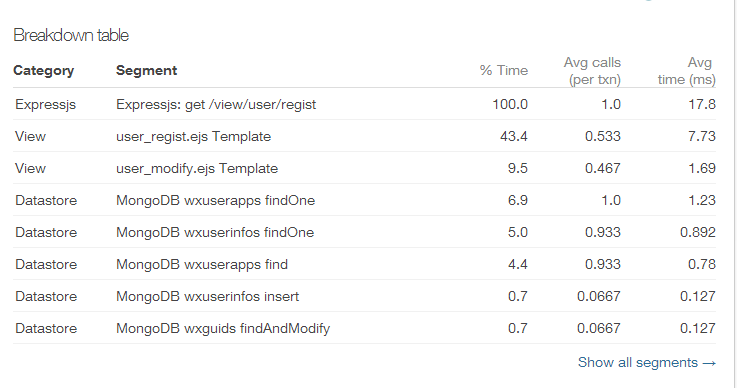 Breakdown table
Category Segment % Time Avg calls (per txn) Avg time (ms)
Expressjs Expressjs: get /view/user/regist 100.0 1.0 17.8
View user_regist.ejs Template 43.4 0.533 7.73
View user_modify.ejs Template 9.5 0.467 1.69
Datastore MongoDB wxuserapps findOne 6.9 1.0 1.23
Datastore MongoDB wxuserinfos findOne 5.0 0.933 0.892
Datastore MongoDB wxuserapps find 4.4 0.933 0.78
Datastore MongoDB wxuserinfos insert 0.7 0.0667 0.127
Datastore MongoDB wxguids findAndModify 0.7 0.0667 0.127
Show all segments →